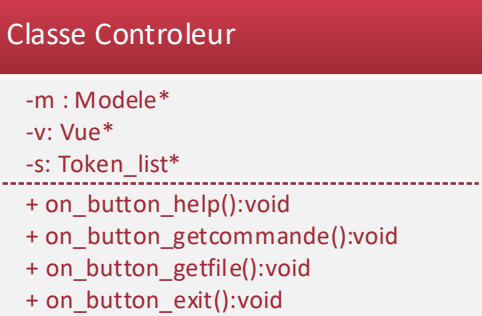 Classe Controleur
-m : Modele*
-v: Vue*
-s: Token_list*
+ on_button_help():void
+ on_button_getcommande():void
+ on_button_getfile():void
+ on_button_exit():void